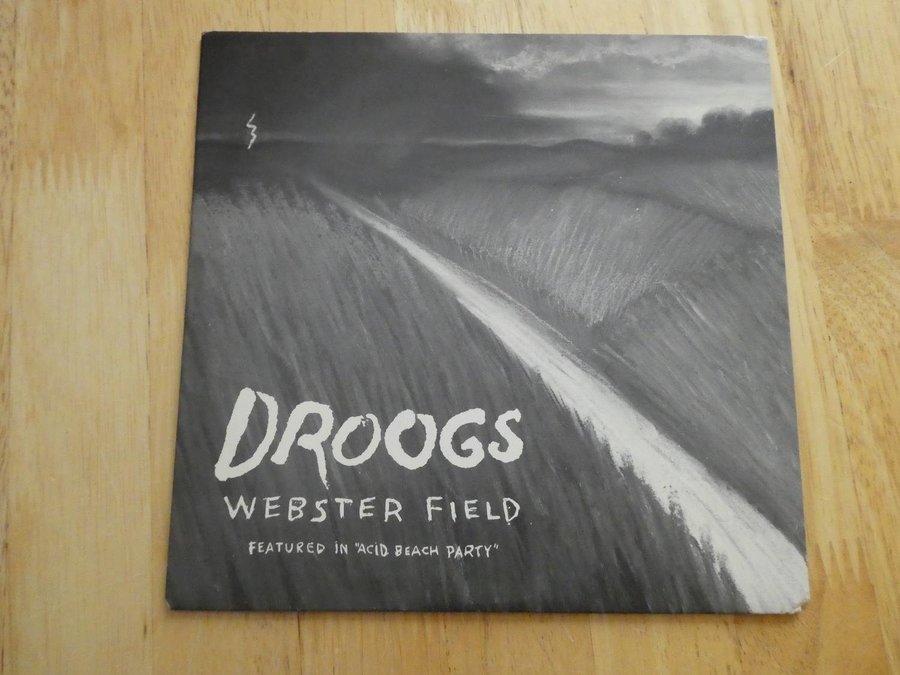 DROOGS
WEBSTER FIELD
FEATURED IN "ACID BEACH PARTY"